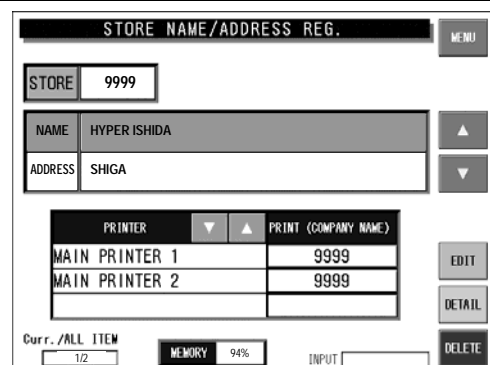 STORE NAME/ADDRESS REG.
MENU
STORE 9999
NAME HYPER ISHIDA ▲
ADDRESS SHIGA ▼
PRINTER ▼ ▲ PRINT (COMPANY NAME)
MAIN PRINTER 1 9999
MAIN PRINTER 2 9999
EDIT
DETAIL
Curr./ALL ITEM
1/2
MEMORY 94%
INPUT
DELETE